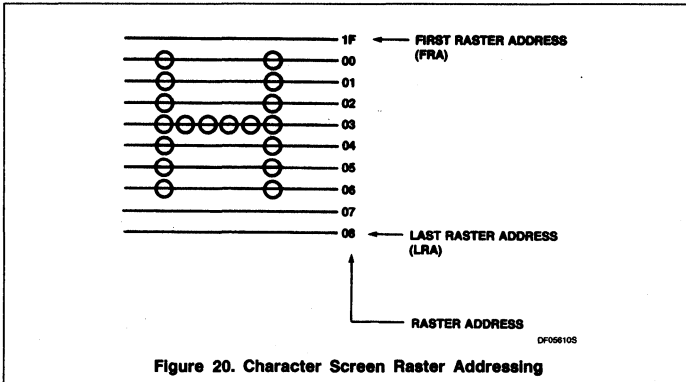 1F FIRST RASTER ADDRESS
(FRA)
00
01
02
03
04
05
06
07
08 LAST RASTER ADDRESS
(LRA)
RASTER ADDRESS
DF05610S
Figure 20. Character Screen Raster Addressing